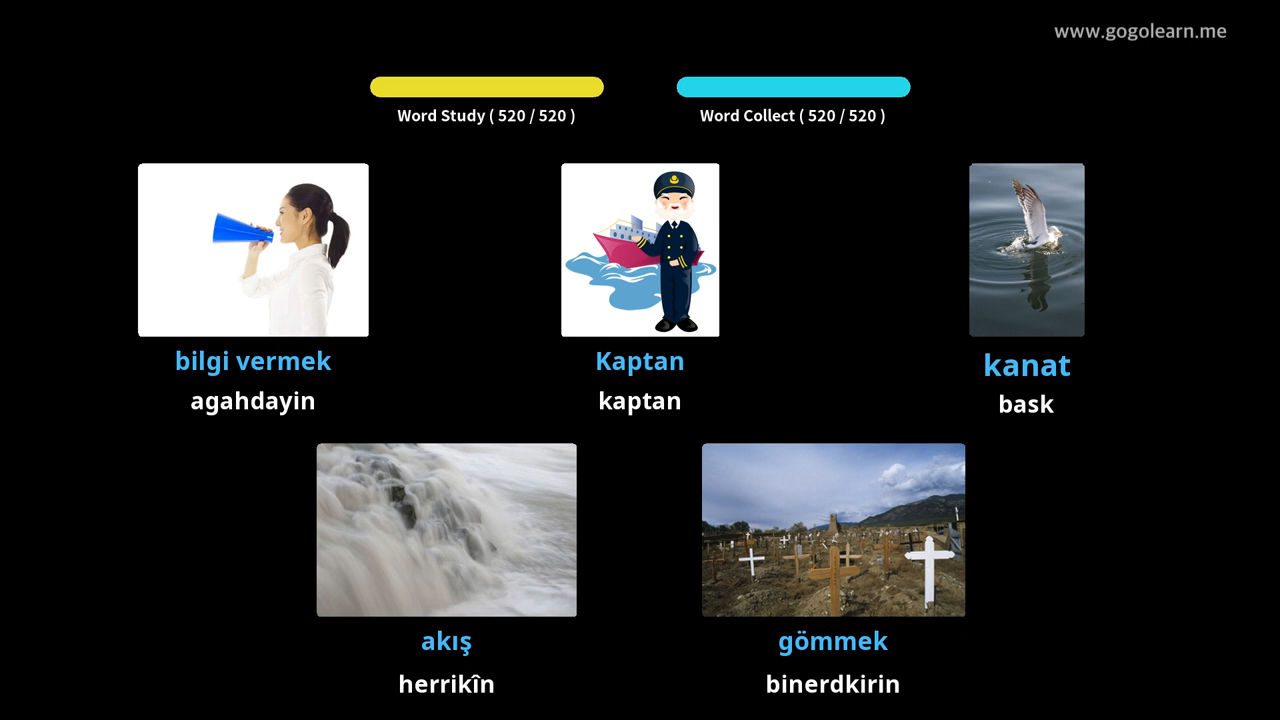 www.gogolearn.me
Word Study ( 520 / 520 )
Word Collect ( 520 / 520 )
bilgi vermek
agahdayin
Kaptan
kaptan
kanat
bask
akış
herrikîn
gömmek
binerdkirin